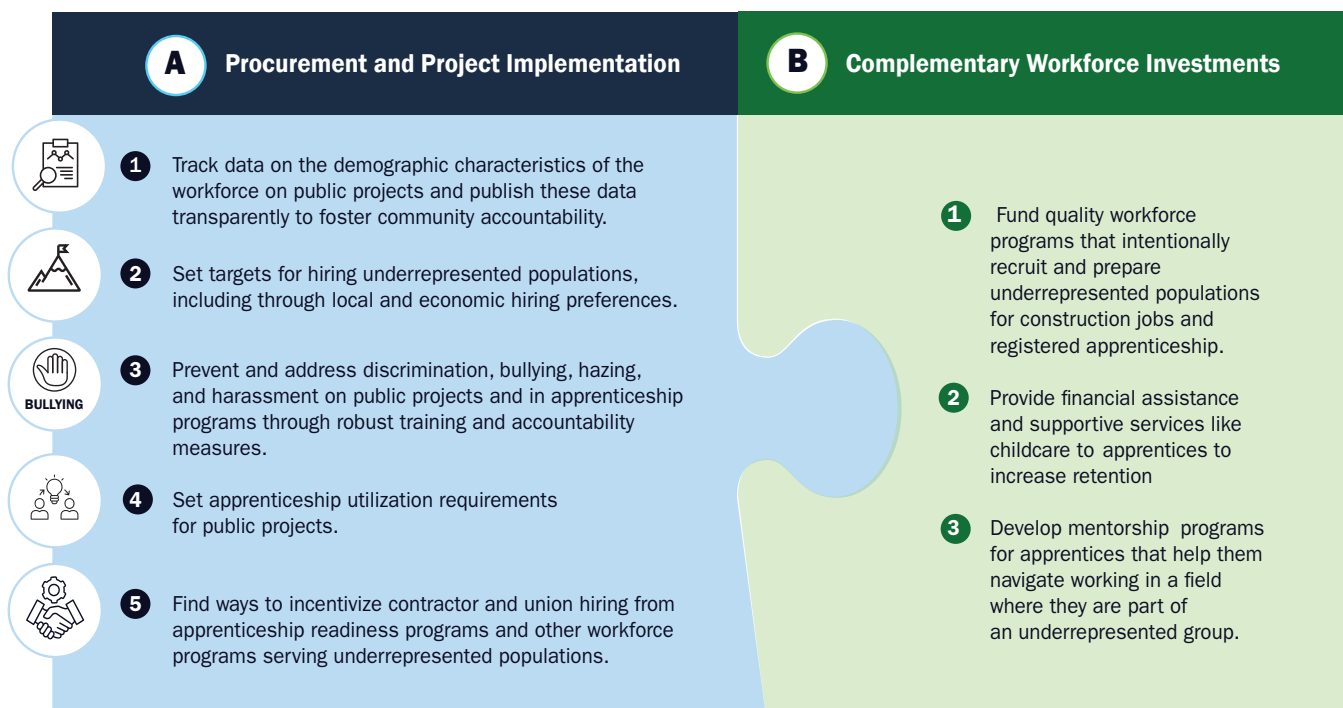 A Procurement and Project Implementation
1 Track data on the demographic characteristics of the
workforce on public projects and publish these data
transparently to foster community accountability.
2 Set targets for hiring underrepresented populations,
including through local and economic hiring preferences.
3 Prevent and address discrimination, bullying, hazing,
and harassment on public projects and in apprenticeship
programs through robust training and accountability
measures.
BULLYING
4 Set apprenticeship utilization requirements
for public projects.
5 Find ways to incentivize contractor and union hiring from
apprenticeship readiness programs and other workforce
programs serving underrepresented populations.
B Complementary Workforce Investments
1 Fund quality workforce
programs that intentionally
recruit and prepare
underrepresented populations
for construction jobs and
registered apprenticeship.
2 Provide financial assistance
and supportive services like
childcare to apprentices to
increase retention
3 Develop mentorship programs
for apprentices that help them
navigate working in a field
where they are part of
an underrepresented group.